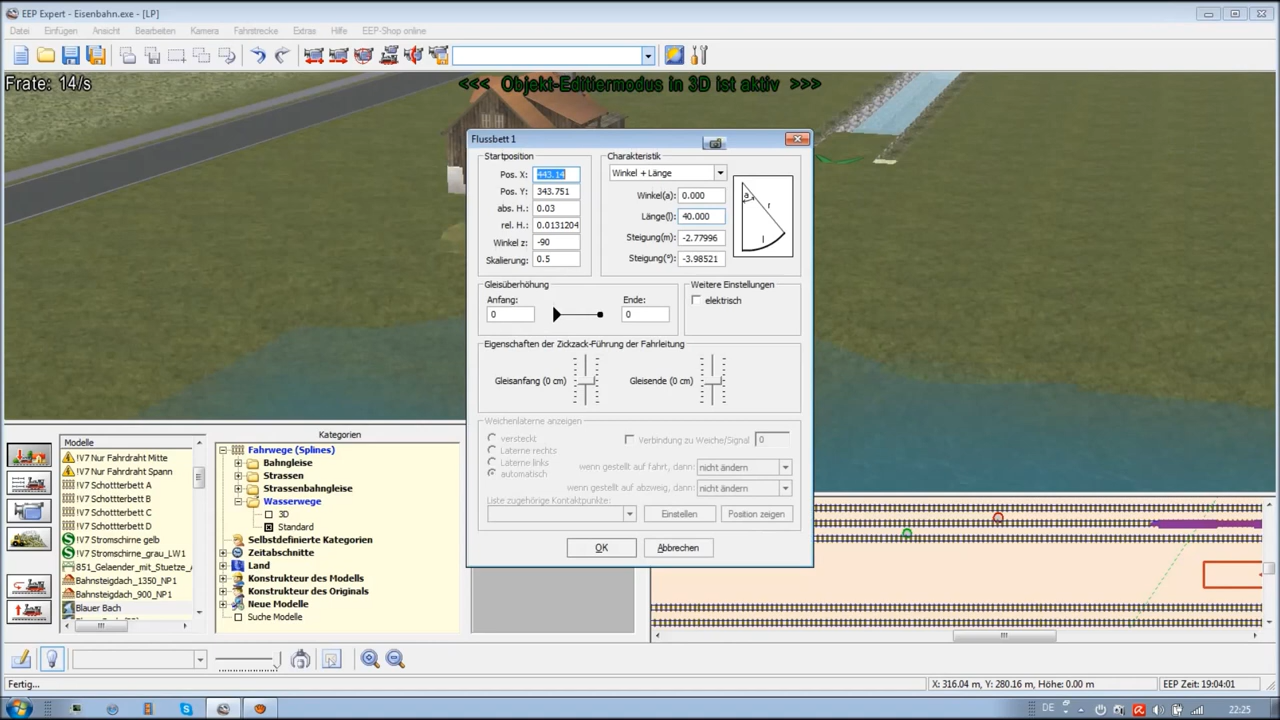 EEP Expert - Eisenbahn.exe - [LP]
Datei Einfügen Ansicht Bearbeiten Kamera Fahrstrecke Extras Hilfe EEP-Shop online
Frate: 14/s
<<< Objekt-Editiermodus in 3D ist aktiv >>>
Flussbett 1
Startposition
Pos. X: 443.14
Pos. Y: 343.751
abs. H.: 0.03
rel. H.: 0.0131204
Winkel z: -90
Skalierung: 0.5
Charakteristik
Winkel + Länge
Winkel(a): 0.000
Länge(l): 40.000
Steigung(m): -2.77996
Steigung(°): -3.98521
a
r
l
Gleisüberhöhung
Anfang: Ende:
0 0
Weitere Einstellungen
elektrisch
Eigenschaften der Zickzack-Führung der Fahrleitung
Gleisanfang (0 cm) Gleisende (0 cm)
Weichenlaterne anzeigen
versteckt
Laterne rechts
Laterne links
automatisch
Verbindung zu Weiche/Signal 0
wenn gestellt auf fahrt, dann: nicht ändern
wenn gestellt auf abzweig, dann: nicht ändern
Liste zugehörige Kontaktpunkte:
Einstellen Position zeigen
OK Abbrechen
Modelle
!V7 Nur Fahrdraht Mitte
!V7 Nur Fahrdraht Spann
!V7 Schottterbett A
!V7 Schottterbett B
!V7 Schottterbett C
!V7 Schottterbett D
!V7 Stromschirne gelb
!V7 Stromschirne_grau_LW1
851_Gelaender_mit_Stuetze_
Bahnsteigdach_1350_NP1
Bahnsteigdach_900_NP1
Blauer Bach
Kategorien
Fahrwege (Splines)
Bahngleise
Strassen
Strassenbahngleise
Wasserwege
3D
Standard
Selbstdefinierte Kategorien
Zeitabschnitte
Land
Konstrukteur des Modells
Konstrukteur des Originals
Neue Modelle
Suche Modelle
Fertig...
X: 316.04 m, Y: 280.16 m, Höhe: 0.00 m
EEP Zeit: 19:04:01
DE
22:25